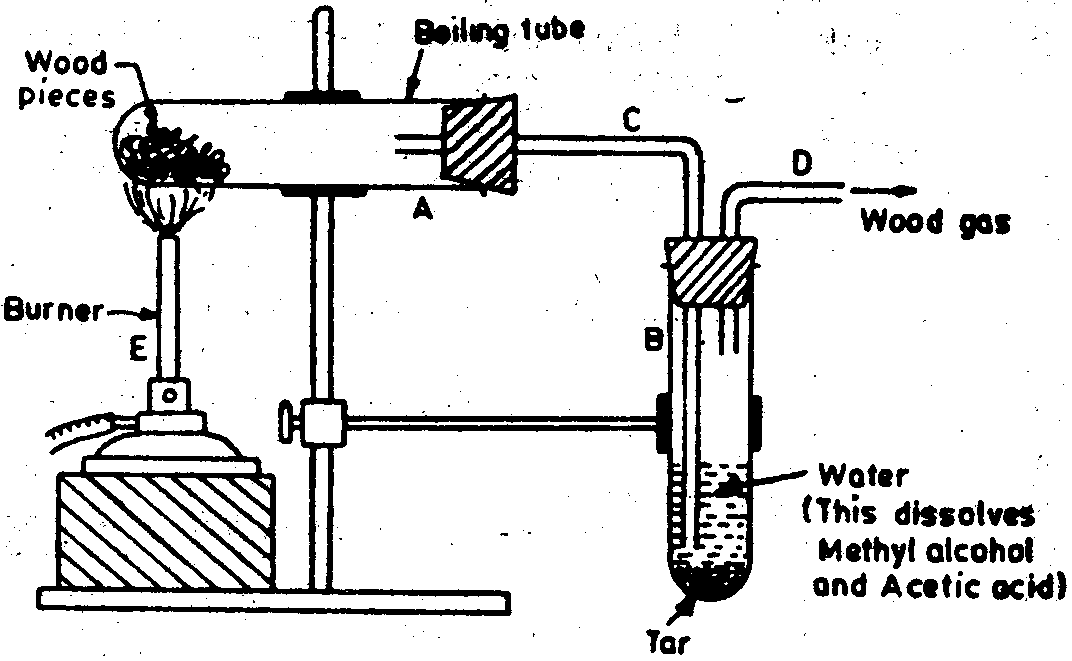 Boiling tube
Wood
pieces
C
D
A
Wood gas
Burner
E
B
Water
(This dissolves
Methyl alcohol
and Acetic acid)
Tar